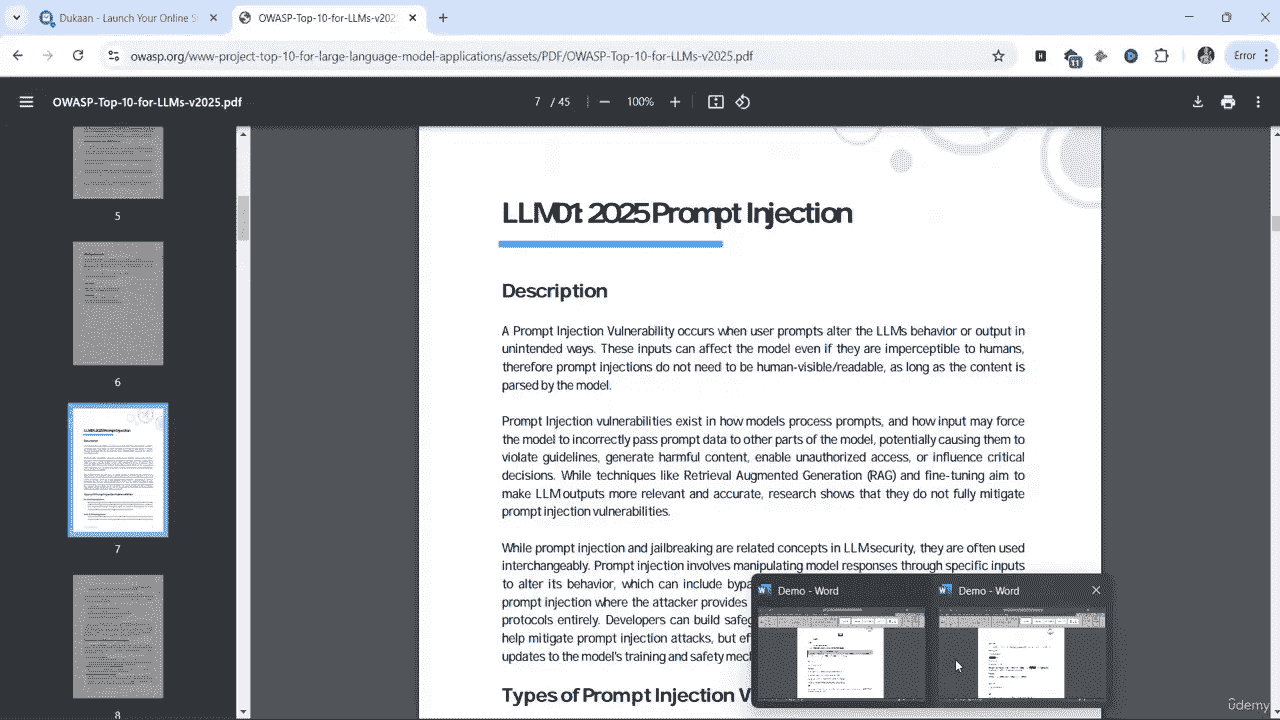 Dukaan - Launch Your Online
OWASP-Top-10-for-LLMs-v202
owasp.org/www-project-top-10-for-large-language-model-applications/assets/PDF/OWASP-Top-10-for-LLMs-v2025.pdf
Error
OWASP-Top-10-for-LLMs-v2025.pdf
7 / 45
100%
5
6
7
8
LLM01: 2025 Prompt Injection
Description
A Prompt Injection Vulnerability occurs when user prompts alter the LLMs behavior or output in
unintended ways. These inputs can affect the model even if they are imperceptible to humans,
therefore prompt injections do not need to be human-visible/readable, as long as the content is
parsed by the model.
Prompt Injection vulnerabilities exist in how models process prompts, and how input may force
the model to incorrectly pass prompt data to other parts of the model, potentially causing them to
violate guidelines, generate harmful content, enable unauthorized access, or influence critical
decisions. While techniques like Retrieval Augmented Generation (RAG) and fine-tuning aim to
make LLM outputs more relevant and accurate, research shows that they do not fully mitigate
prompt injection vulnerabilities.
While prompt injection and jailbreaking are related concepts in LLM security, they are often used
interchangeably. Prompt injection involves manipulating model responses through specific inputs
to alter its behavior, which can include bypa
prompt injection where the attacker provides
protocols entirely. Developers can build safeg
help mitigate prompt injection attacks, but ef
updates to the model's training and safety mech
Types of Prompt Injection V
Demo - Word
Demo - Word
ûdemy